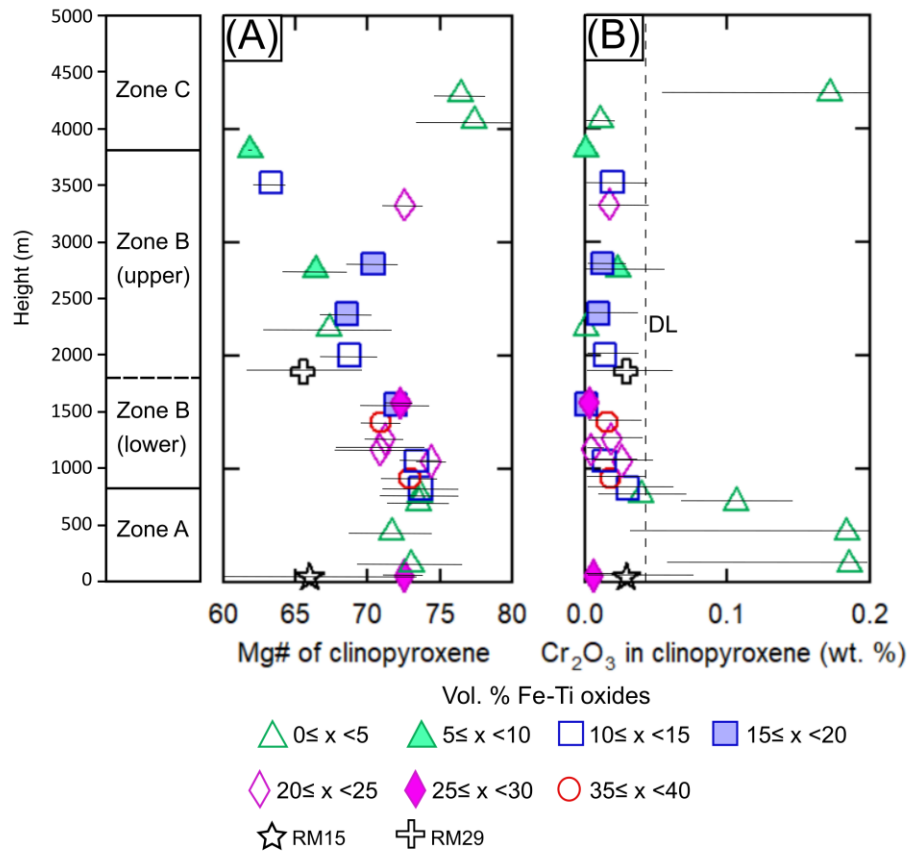 (A)
(B)
5000
4500
4000
3500
3000
2500
2000
1500
1000
500
0
Height (m)
Zone C
Zone B
(upper)
Zone B
(lower)
Zone A
DL
60 65 70 75 80
0.0 0.1 0.2
Mg# of clinopyroxene
Cr₂O₃ in clinopyroxene (wt. %)
Vol. % Fe-Ti oxides
0≤ x <5 5≤ x <10 10≤ x <15 15≤ x <20
20≤ x <25 25≤ x <30 35≤ x <40
RM15 RM29